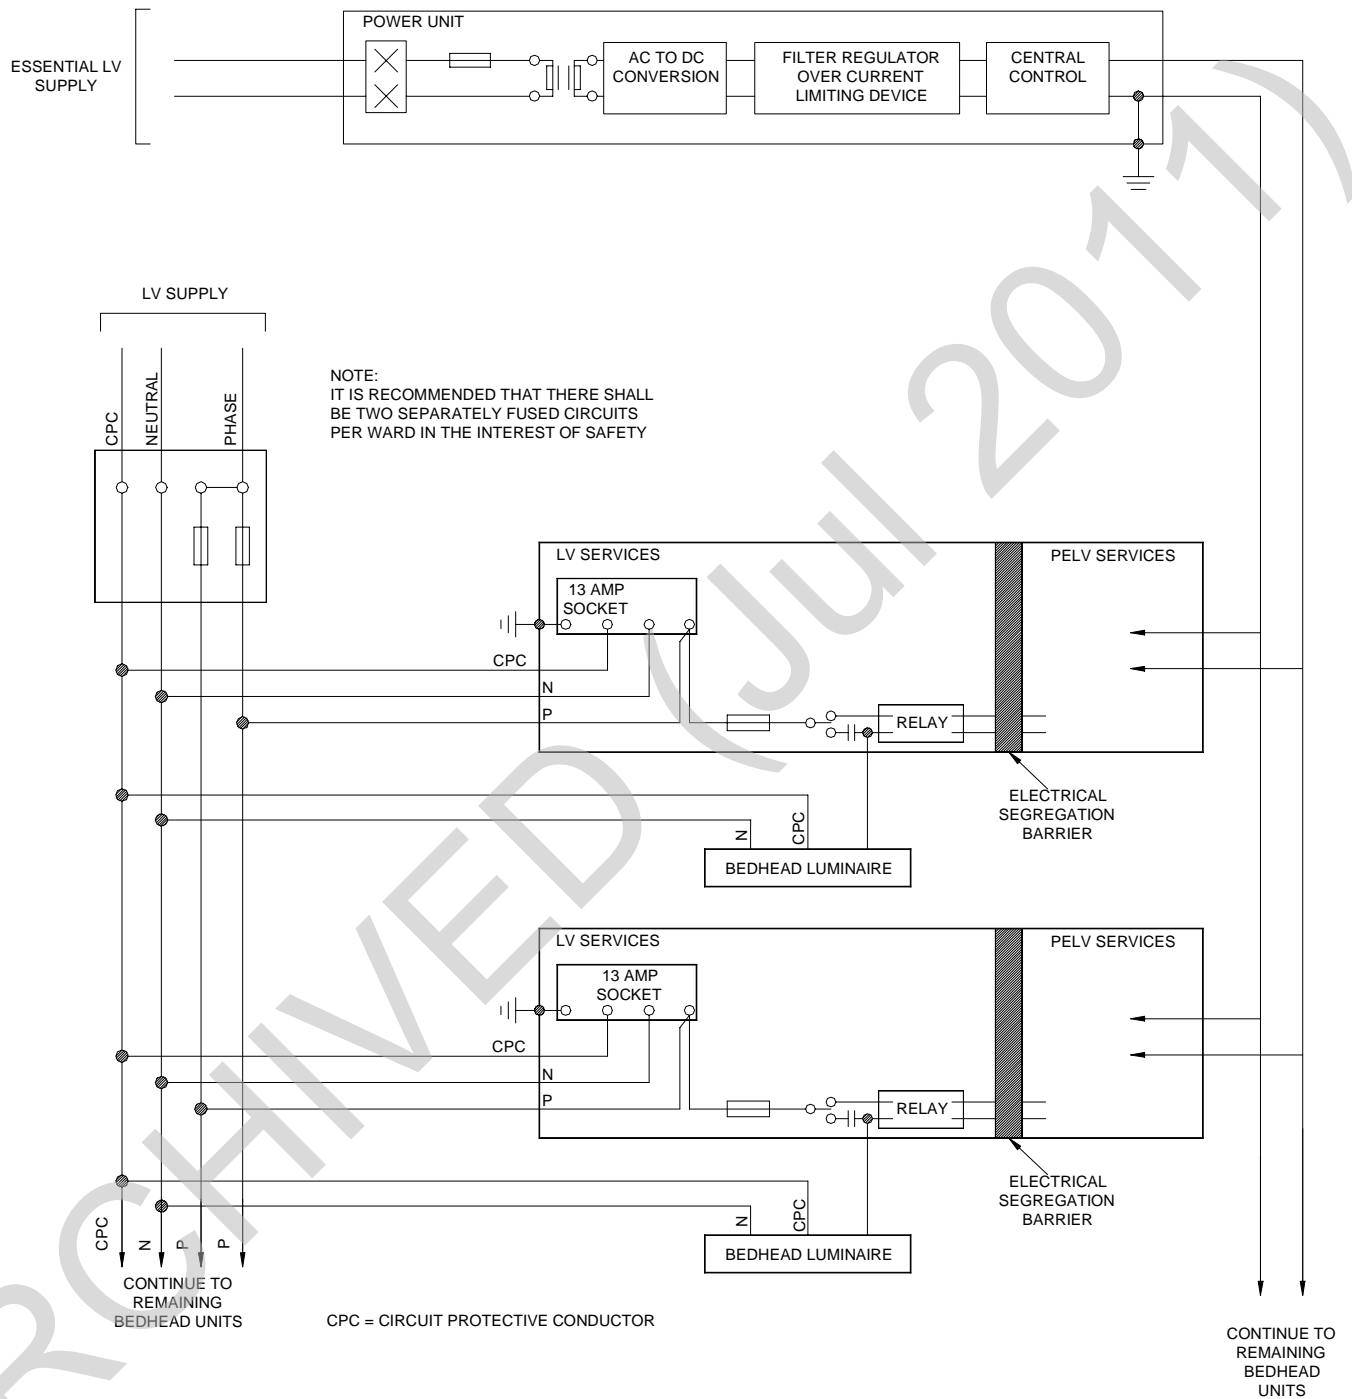 POWER UNIT
ESSENTIAL LV
SUPPLY
AC TO DC
CONVERSION
FILTER REGULATOR
OVER CURRENT
LIMITING DEVICE
CENTRAL
CONTROL
LV SUPPLY
CPC
NEUTRAL
PHASE
NOTE:
IT IS RECOMMENDED THAT THERE SHALL
BE TWO SEPARATELY FUSED CIRCUITS
PER WARD IN THE INTEREST OF SAFETY
LV SERVICES
PELV SERVICES
13 AMP
SOCKET
CPC
N
P
RELAY
ELECTRICAL
SEGREGATION
BARRIER
N
CPC
BEDHEAD LUMINAIRE
LV SERVICES
PELV SERVICES
13 AMP
SOCKET
CPC
N
P
RELAY
ELECTRICAL
SEGREGATION
BARRIER
N
CPC
BEDHEAD LUMINAIRE
CPC
N
P
P
CONTINUE TO
REMAINING
BEDHEAD UNITS
CPC = CIRCUIT PROTECTIVE CONDUCTOR
CONTINUE TO
REMAINING
BEDHEAD
UNITS
RCHIVED (Jul 2011)